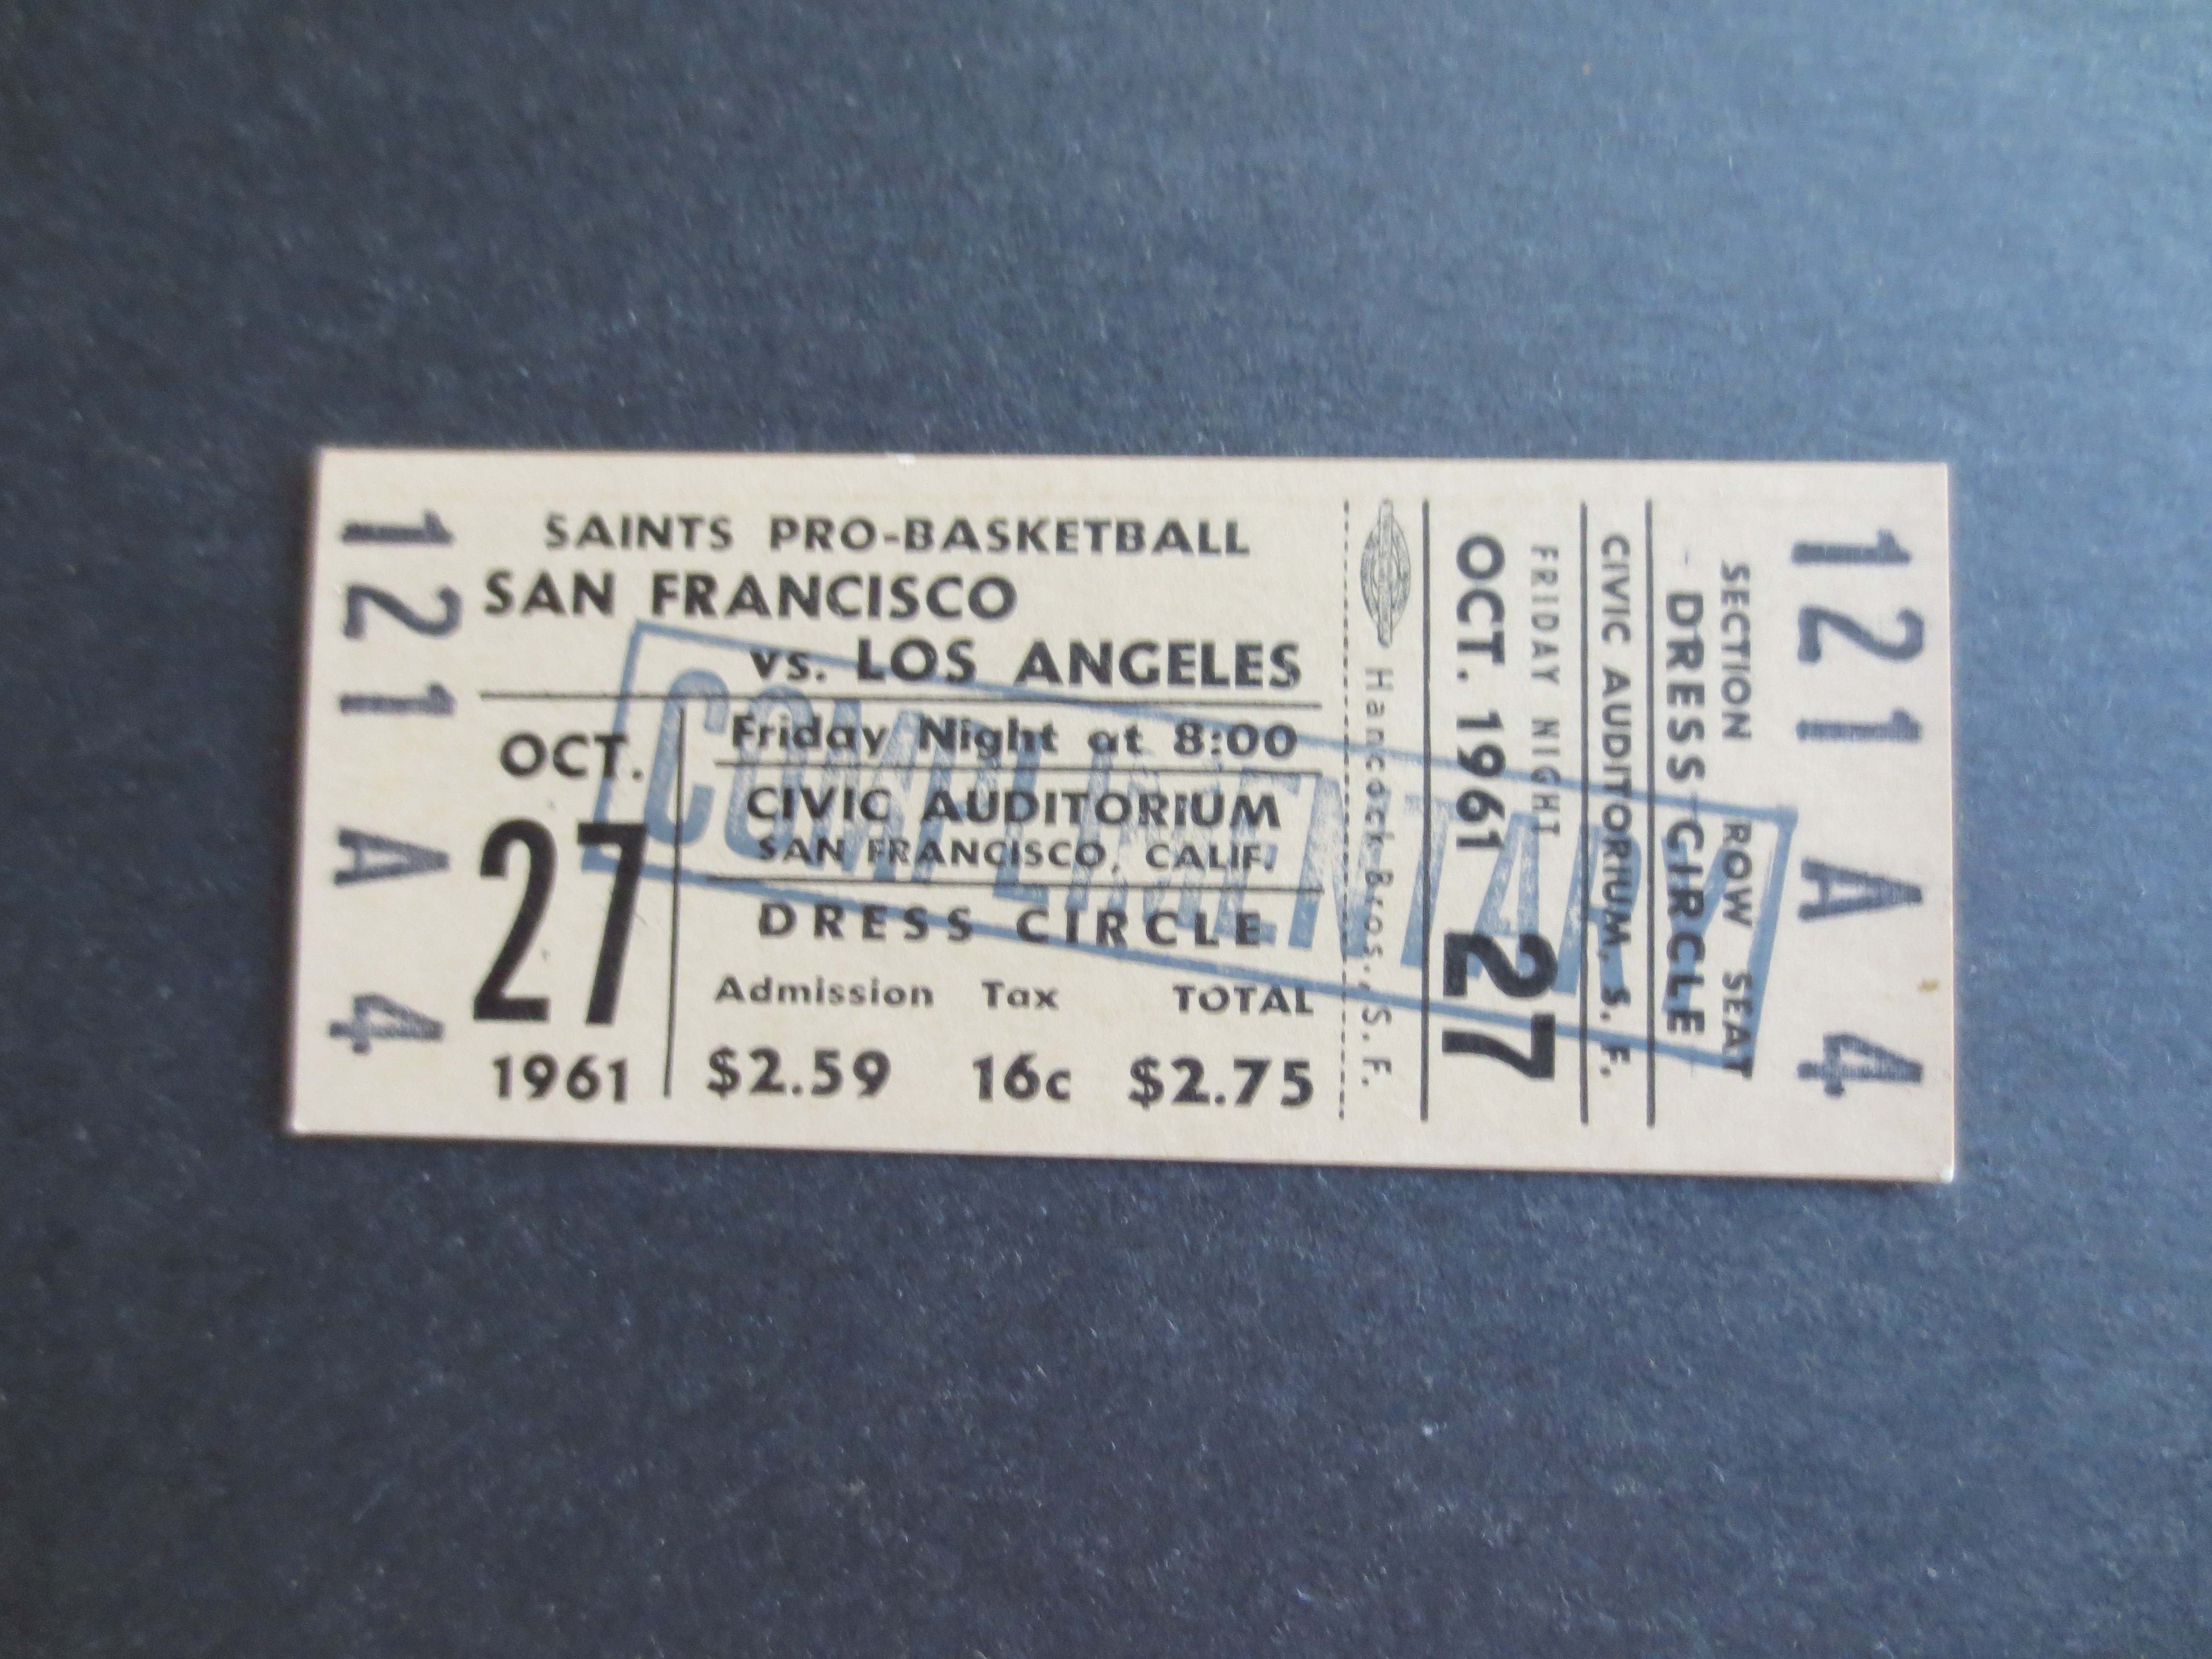 121 A 4
SAINTS PRO-BASKETBALL
SAN FRANCISCO
vs. LOS ANGELES
OCT.
27
1961
Friday Night at 8:00
CIVIC AUDITORIUM
SAN FRANCISCO, CALIF.
DRESS CIRCLE
Admission Tax TOTAL
$2.59 16c $2.75
COMPLIMENTARY
Hancock Bros., S. F.
OCT. 1961 27
FRIDAY NIGHT
CIVIC AUDITORIUM, S. F.
DRESS CIRCLE
SECTION ROW SEAT
121 A 4